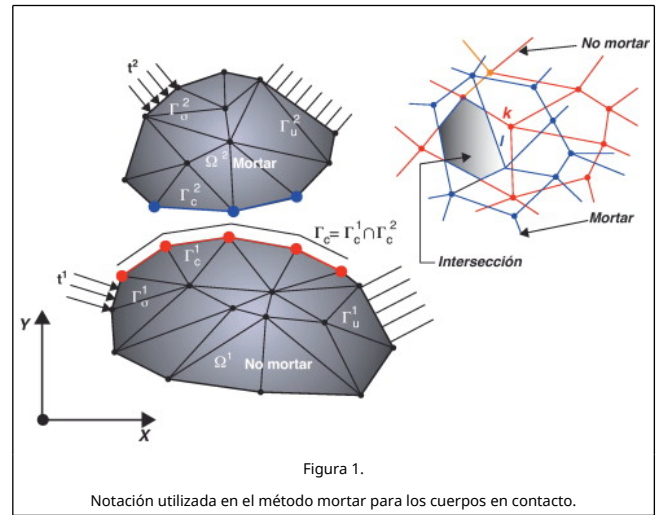 t²
Γσ²
Γu²
Ω² Mortar
Γc²
Γc = Γc¹ ∩ Γc²
Γc¹
t¹
Γσ¹
Γu¹
Ω¹ No mortar
Y
X
No mortar
k
l
Mortar
Intersección
Figura 1.
Notación utilizada en el método mortar para los cuerpos en contacto.